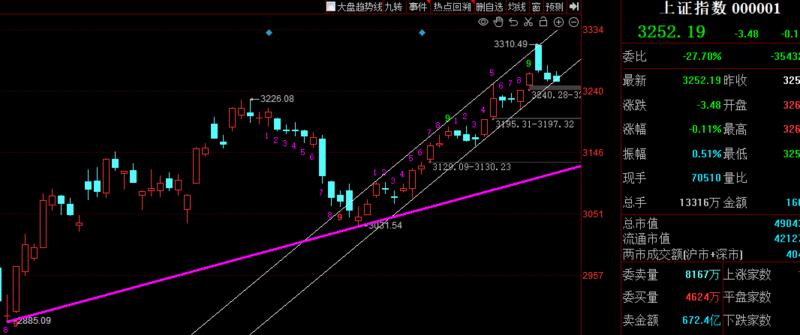 大盘趋势线 九转 事件 热点回溯 删自选 均线 窗 预测
3334
3310.49
3240
3240.28-32
3226.08
3195.31-3197.32
3146
3129.09-3130.23
3051
3031.54
2957
2885.09
上证指数 000001
3252.19 -3.48 -0.1
委比 -27.70% -35432
最新 3252.19 昨收 325
涨跌 -3.48 开盘 326
涨幅 -0.11% 最高 326
振幅 0.51% 最低 325
现手 70510 量比
总手 13316万 金额 160
总市值 49043
流通市值 42127
两市成交额[沪市+深市] 404
委卖量 8167万 上涨家数
委买量 4624万 平盘家数
卖金额 672.4亿 下跌家数